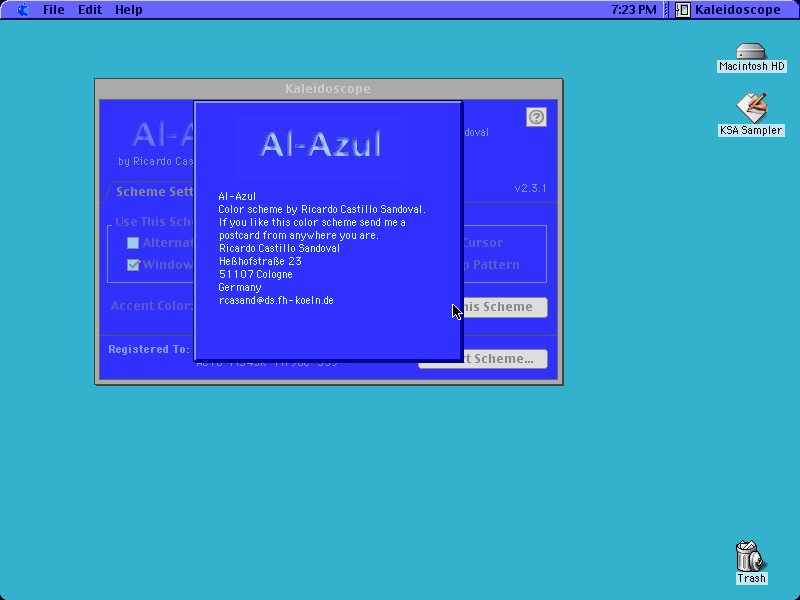 File Edit Help 7:23 PM Kaleidoscope
Macintosh HD
KSA Sampler
Kaleidoscope
Al-Azul
by Ricardo Cas
doval
v2.3.1
Scheme Sett
Use This Sch
Alternat
Cursor
Window
p Pattern
Accent Color:
his Scheme
Registered To:
t Scheme...
Al-Azul
Al-Azul
Color scheme by Ricardo Castillo Sandoval.
If you like this color scheme send me a
postcard from anywhere you are.
Ricardo Castillo Sandoval
Heßhofstraße 23
51107 Cologne
Germany
rcasand@ds.fh-koeln.de
Trash